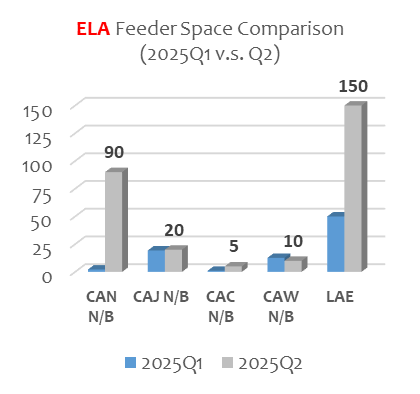 ELA Feeder Space Comparison
(2025Q1 v.s. Q2)
150
125
100
75
50
25
0
90
20
5
10
150
CAN N/B
CAJ N/B
CAC N/B
CAW N/B
LAE
2025Q1
2025Q2